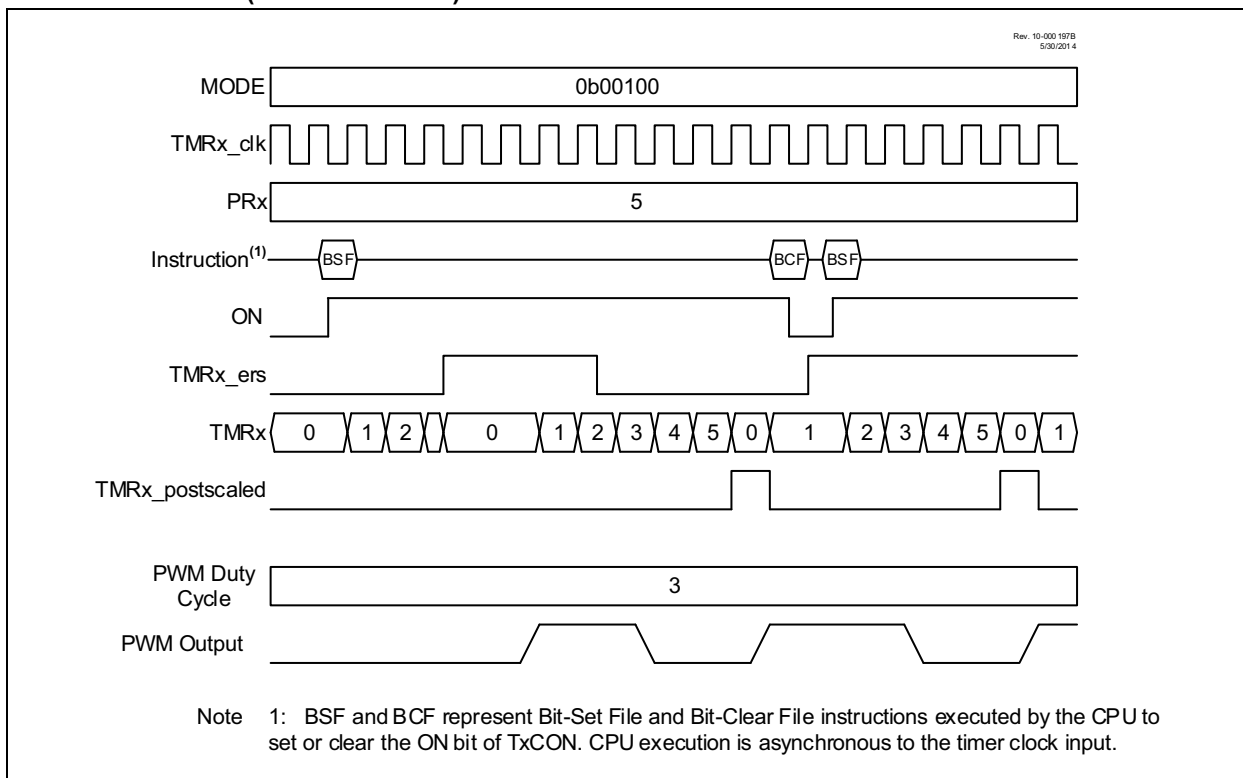 Rev. 10-000 197B
5/30/201 4
MODE 0b00100
TMRx_clk
PRx 5
Instruction(1) BSF BCF BSF
ON
TMRx_ers
TMRx 0 1 2 0 1 2 3 4 5 0 1 2 3 4 5 0 1
TMRx_postscaled
PWM Duty
Cycle 3
PWM Output
Note 1: BSF and BCF represent Bit-Set File and Bit-Clear File instructions executed by the CPU to
set or clear the ON bit of TxCON. CPU execution is asynchronous to the timer clock input.